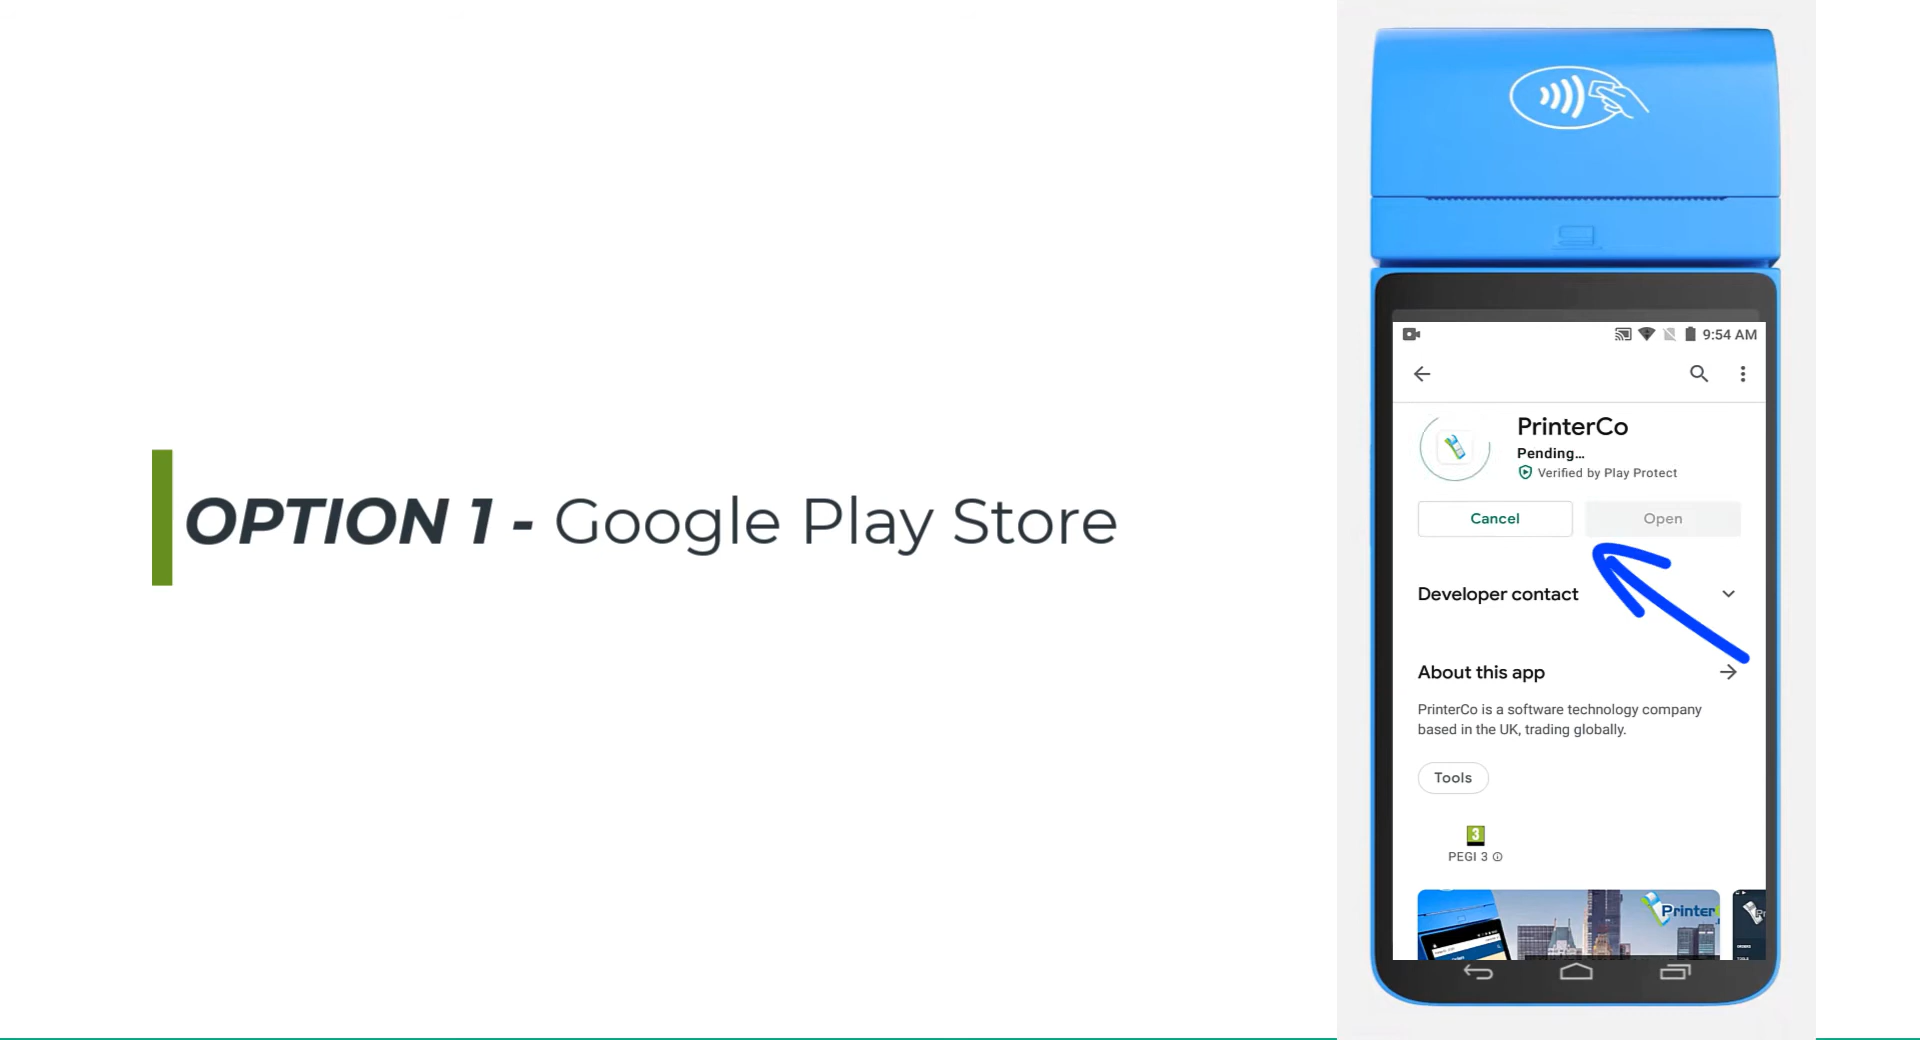 OPTION 1 - Google Play Store
9:54 AM
PrinterCo
Pending...
Verified by Play Protect
Cancel
Open
Developer contact
About this app
PrinterCo is a software technology company
based in the UK, trading globally.
Tools
3
PEGI 3
Printer